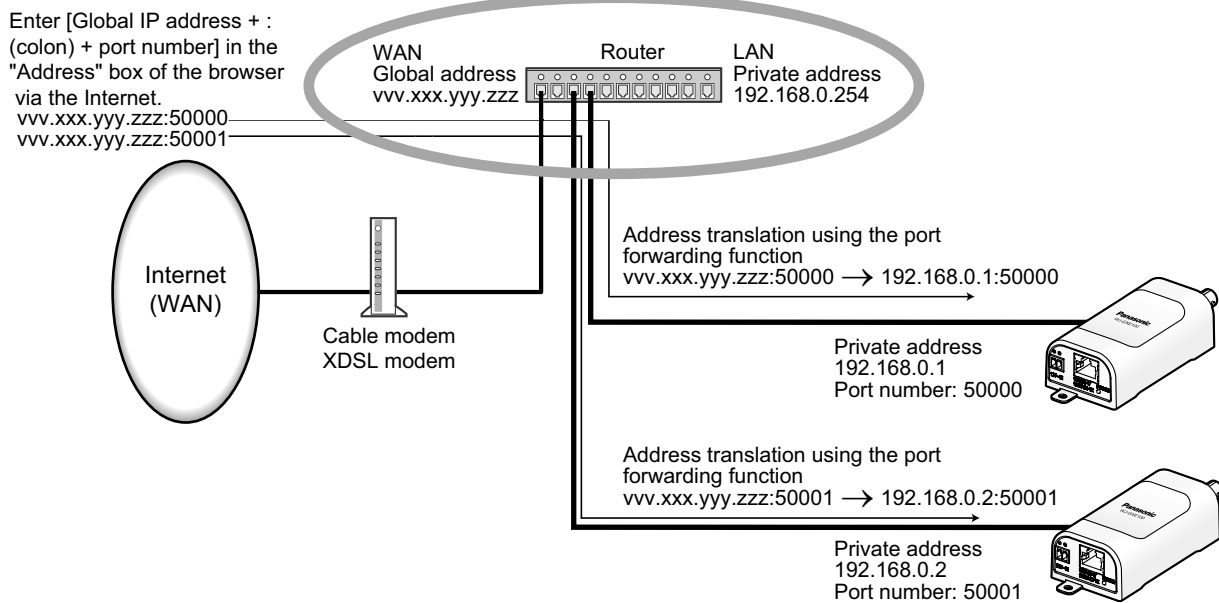 Enter [Global IP address + :
(colon) + port number] in the
"Address" box of the browser
via the Internet.
vvv.xxx.yyy.zzz:50000
vvv.xxx.yyy.zzz:50001
WAN
Global address
vvv.xxx.yyy.zzz
Router
LAN
Private address
192.168.0.254
Internet
(WAN)
Cable modem
XDSL modem
Address translation using the port
forwarding function
vvv.xxx.yyy.zzz:50000 → 192.168.0.1:50000
Panasonic
Private address
192.168.0.1
Port number: 50000
Address translation using the port
forwarding function
vvv.xxx.yyy.zzz:50001 → 192.168.0.2:50001
Panasonic
Private address
192.168.0.2
Port number: 50001